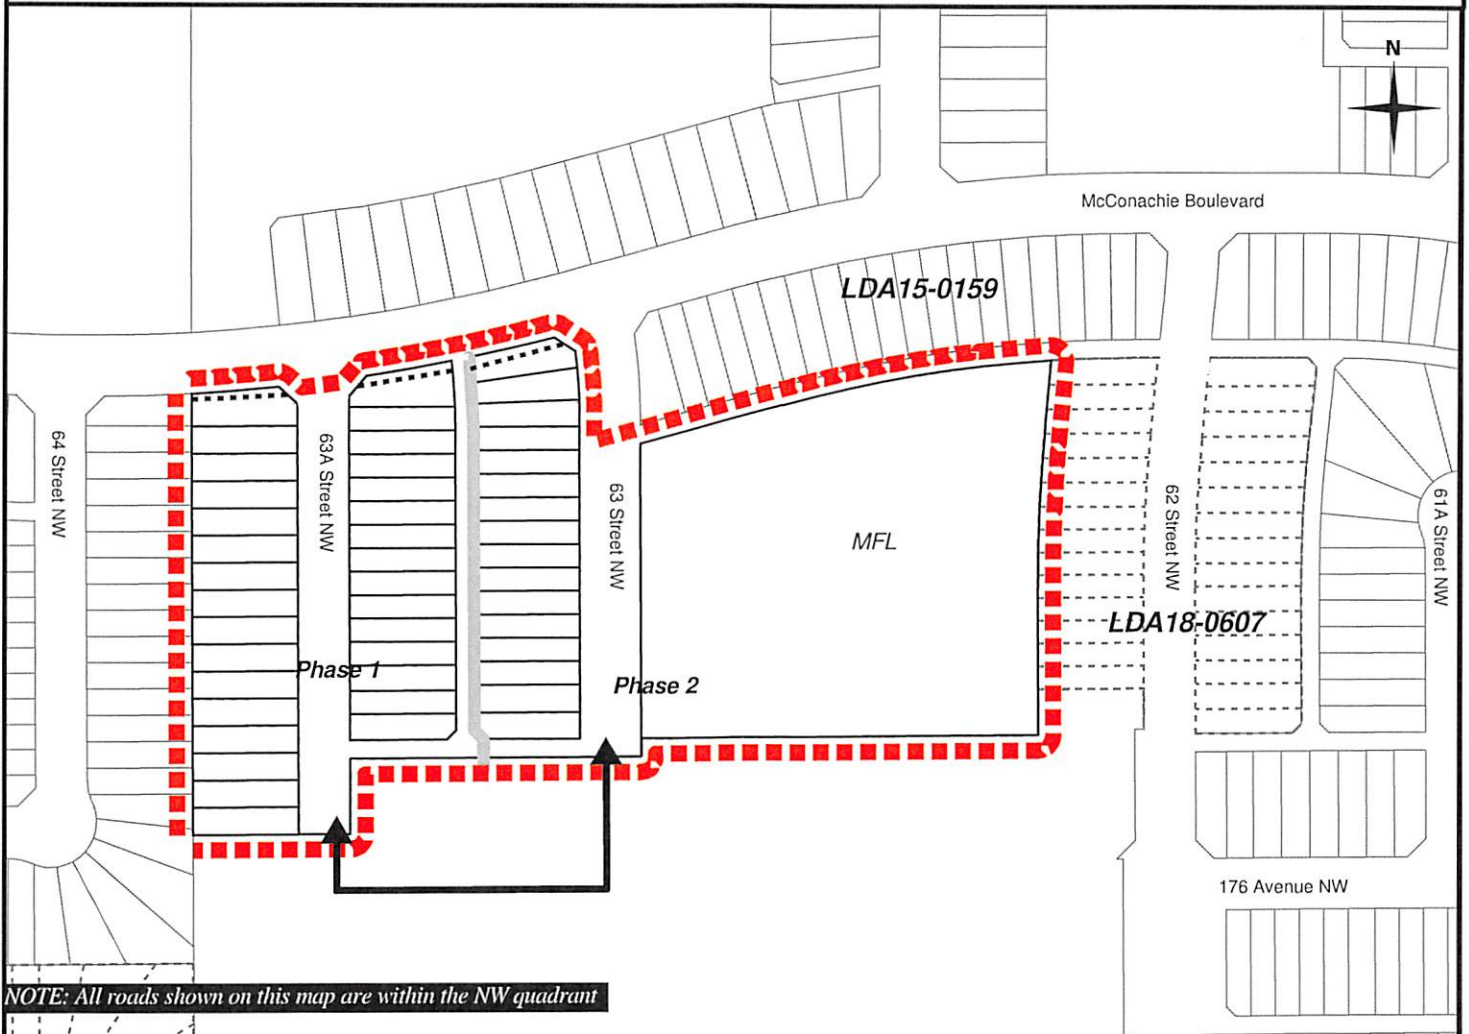 N
McConachie Boulevard
LDA15-0159
64 Street NW
63A Street NW
63 Street NW
MFL
62 Street NW
61A Street NW
LDA18-0607
Phase 1
Phase 2
176 Avenue NW
NOTE: All roads shown on this map are within the NW quadrant